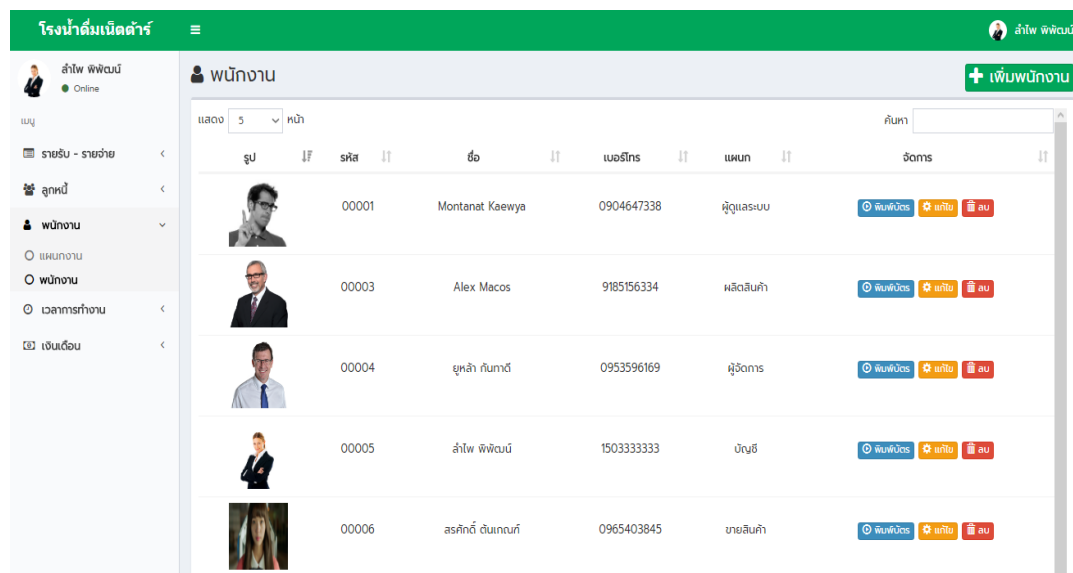 โรงน้ำดื่มเน็ตต้าร์
ลำไพ พิพัฒน์
ลำไพ พิพัฒน์
Online
เมนู
รายรับ - รายจ่าย
ลูกหนี้
พนักงาน
แผนกงาน
พนักงาน
เวลาการทำงาน
เงินเดือน
พนักงาน
เพิ่มพนักงาน
แสดง 5 หน้า
ค้นหา
รูป รหัส ชื่อ เบอร์โทร แผนก จัดการ
00001 Montanat Kaewya 0904647338 ผู้ดูแลระบบ พิมพ์บัตร แก้ไข ลบ
00003 Alex Macos 9185156334 ผลิตสินค้า พิมพ์บัตร แก้ไข ลบ
00004 ยูหล้า กันทาดี 0953596169 ผู้จัดการ พิมพ์บัตร แก้ไข ลบ
00005 ลำไพ พิพัฒน์ 1503333333 บัญชี พิมพ์บัตร แก้ไข ลบ
00006 สรศักดิ์ ตันเกณฑ์ 0965403845 ขายสินค้า พิมพ์บัตร แก้ไข ลบ